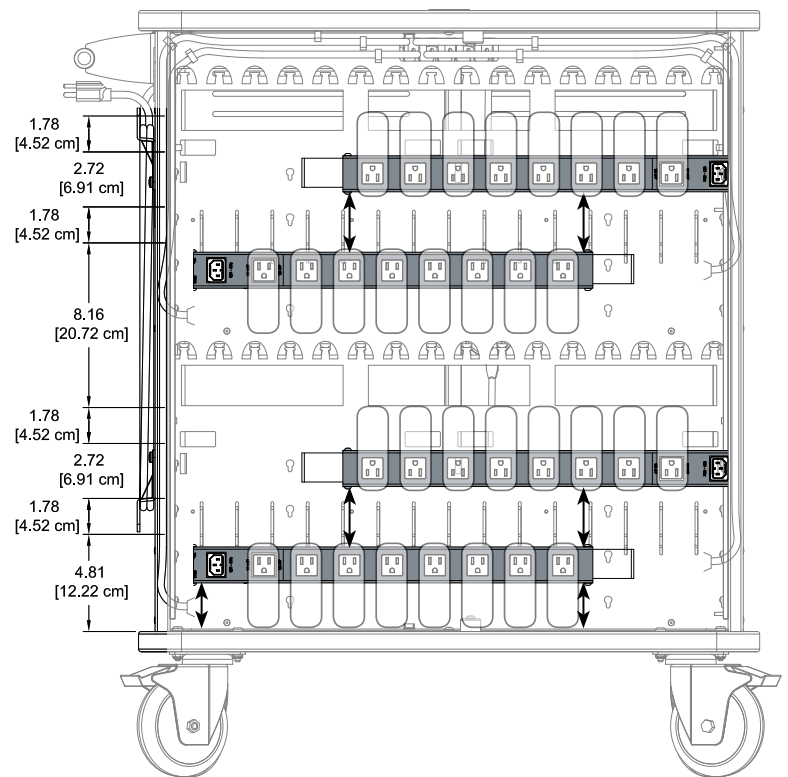 1.78
[4.52 cm]
2.72
[6.91 cm]
1.78
[4.52 cm]
8.16
[20.72 cm]
1.78
[4.52 cm]
2.72
[6.91 cm]
1.78
[4.52 cm]
4.81
[12.22 cm]